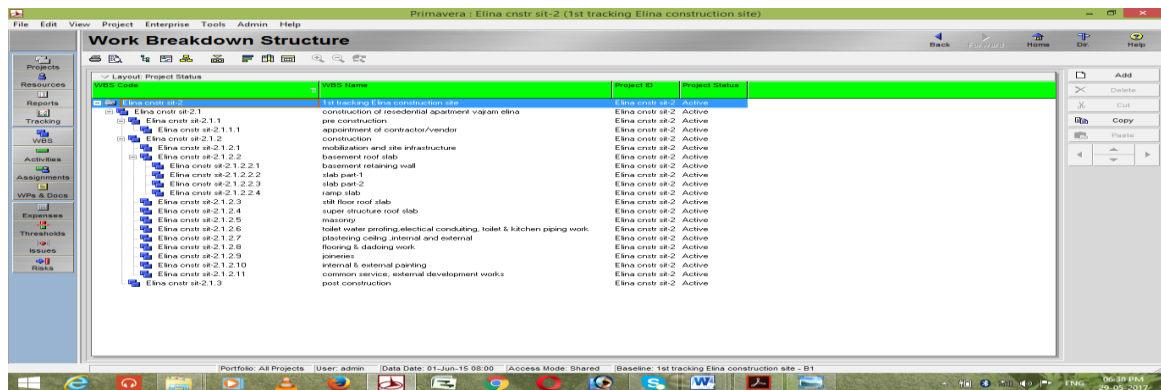 Primavera : Elina cnstr sit-2 (1st tracking Elina construction site)
File Edit View Project Enterprise Tools Admin Help
Work Breakdown Structure
Back Forward Home Dir. Help
Projects
Resources
Reports
Tracking
WBS
Activities
Assignments
WPs & Docs
Expenses
Thresholds
Issues
Risks
Layout: Project Status
WBS Code WBS Name Project ID Project Status
Elina cnstr sit-2 1st tracking Elina construction site Elina cnstr sit-2 Active
Elina cnstr sit-2.1 construction of resedential apartment vajram elina Elina cnstr sit-2 Active
Elina cnstr sit-2.1.1 pre construction Elina cnstr sit-2 Active
Elina cnstr sit-2.1.1.1 appointment of contractor/vendor Elina cnstr sit-2 Active
Elina cnstr sit-2.1.2 construction Elina cnstr sit-2 Active
Elina cnstr sit-2.1.2.1 mobilization and site infrastructure Elina cnstr sit-2 Active
Elina cnstr sit-2.1.2.2 basement roof slab Elina cnstr sit-2 Active
Elina cnstr sit-2.1.2.2.1 basement retaining wall Elina cnstr sit-2 Active
Elina cnstr sit-2.1.2.2.2 slab part-1 Elina cnstr sit-2 Active
Elina cnstr sit-2.1.2.2.3 slab part-2 Elina cnstr sit-2 Active
Elina cnstr sit-2.1.2.2.4 ramp slab Elina cnstr sit-2 Active
Elina cnstr sit-2.1.2.3 stilt floor roof slab Elina cnstr sit-2 Active
Elina cnstr sit-2.1.2.4 super structure roof slab Elina cnstr sit-2 Active
Elina cnstr sit-2.1.2.5 masonry Elina cnstr sit-2 Active
Elina cnstr sit-2.1.2.6 toilet water profing,electical conduiting, toilet & kitchen piping work Elina cnstr sit-2 Active
Elina cnstr sit-2.1.2.7 plastering ceilng ,internal and external Elina cnstr sit-2 Active
Elina cnstr sit-2.1.2.8 flooring & dadoing work Elina cnstr sit-2 Active
Elina cnstr sit-2.1.2.9 joineries Elina cnstr sit-2 Active
Elina cnstr sit-2.1.2.10 internal & external painting Elina cnstr sit-2 Active
Elina cnstr sit-2.1.2.11 common service, external development works Elina cnstr sit-2 Active
Elina cnstr sit-2.1.3 post construction Elina cnstr sit-2 Active
Add
Delete
Cut
Copy
Paste
Portfolio: All Projects User: admin Data Date: 01-Jun-15 08:00 Access Mode: Shared Baseline: 1st tracking Elina construction site - B1
ENG 06:38 PM
29-05-2017